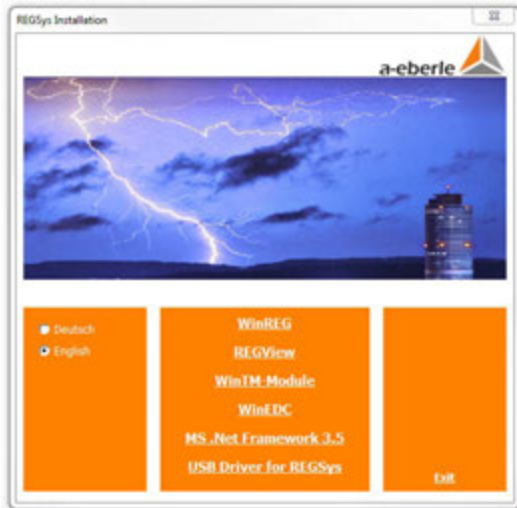 REGSys Installation
a-eberle
Deutsch
English
WinREG
REGView
WinTM-Module
WinEDC
MS .Net Framework 3.5
USB Driver for REGSys
Exit